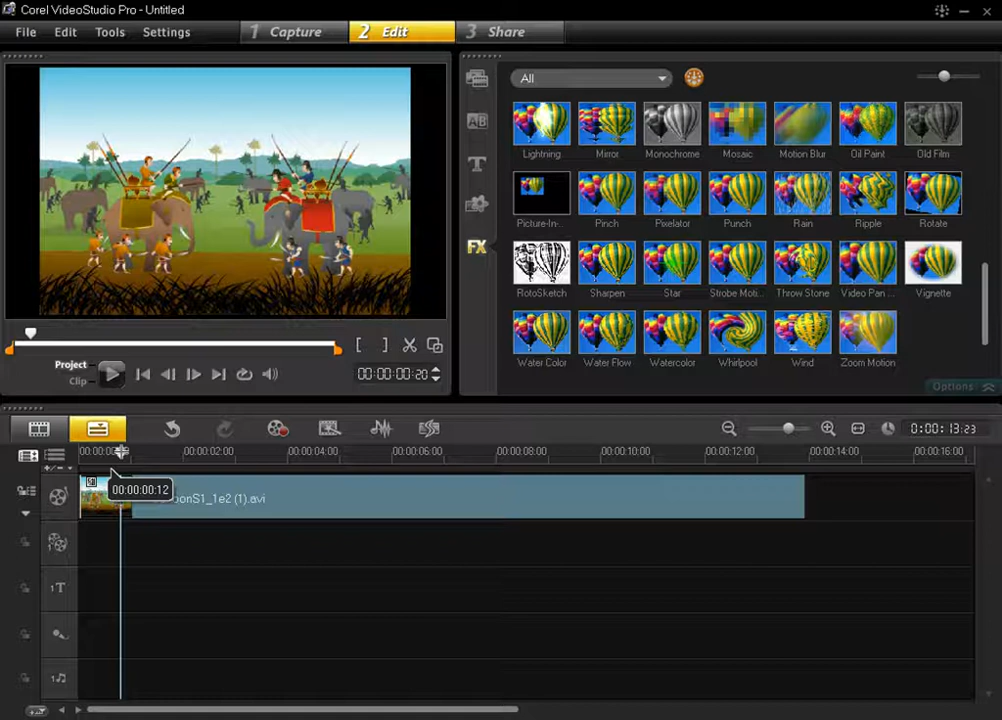 Corel VideoStudio Pro - Untitled
File Edit Tools Settings 1 Capture 2 Edit 3 Share
All
Lightning Mirror Monochrome Mosaic Motion Blur Oil Paint Old Film
AB
T
Picture-In-... Pinch Pixelator Punch Rain Ripple Rotate
FX
RotoSketch Sharpen Star Strobe Moti... Throw Stone Video Pan ... Vignette
Water Color Water Flow Watercolor Whirlpool Wind Zoom Motion
Project
Clip
[ ]
00:00:00:20
Options
0:00:13:23
00:00:02:00 00:00:04:00 00:00:06:00 00:00:08:00 00:00:10:00 00:00:12:00 00:00:14:00 00:00:16:00
00:00:00:12
oonS1_1e2 (1).avi
1
1T
1